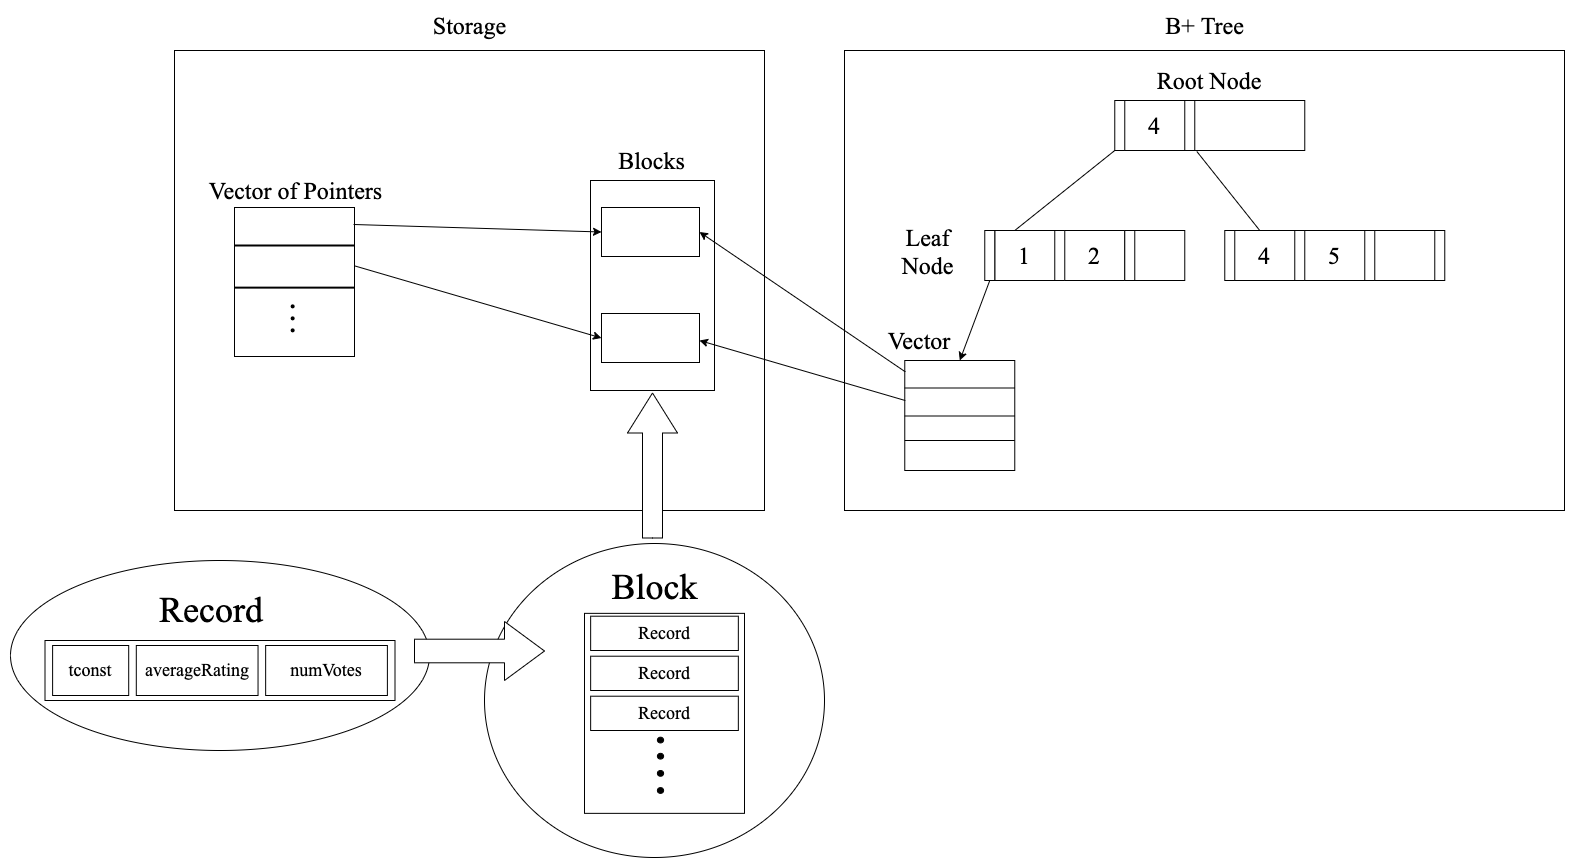 Storage
B+ Tree
Root Node
4
Blocks
Vector of Pointers
Leaf
Node
1 2
4 5
Vector
Block
Record
Record
Record
Record
tconst averageRating numVotes